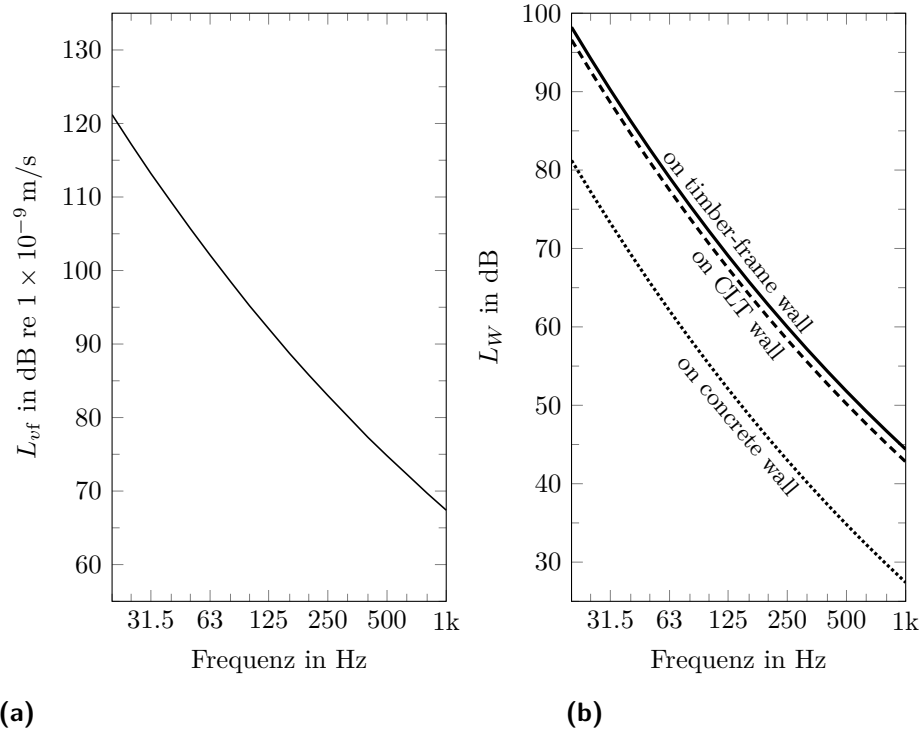 130
120
110
100
90
80
70
60
31.5 63 125 250 500 1k
Frequenz in Hz
L_vf in dB re 1 × 10⁻⁹ m/s
(a)
100
90
80
70
60
50
40
30
31.5 63 125 250 500 1k
Frequenz in Hz
L_W in dB
on timber-frame wall
on CLT wall
on concrete wall
(b)